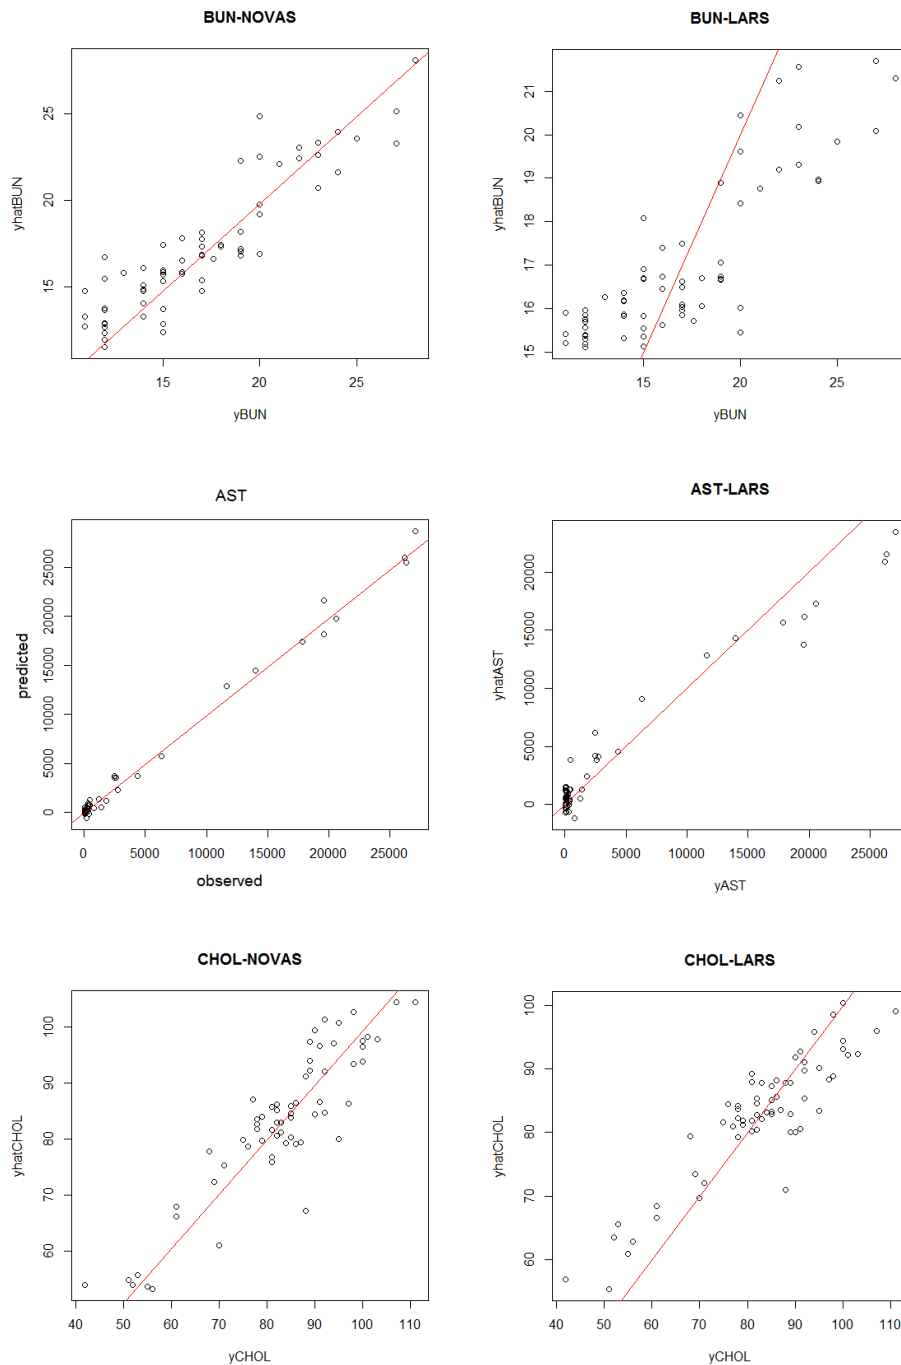 BUN-NOVAS
yhatBUN
25
20
15
15 20 25
yBUN
BUN-LARS
yhatBUN
21
20
19
18
17
16
15
15 20 25
yBUN
AST
predicted
25000
20000
15000
10000
5000
0
0 5000 10000 15000 20000 25000
observed
AST-LARS
yhatAST
20000
15000
10000
5000
0
0 5000 10000 15000 20000 25000
yAST
CHOL-NOVAS
yhatCHOL
100
90
80
70
60
40 50 60 70 80 90 100 110
yCHOL
CHOL-LARS
yhatCHOL
100
90
80
70
60
40 50 60 70 80 90 100 110
yCHOL